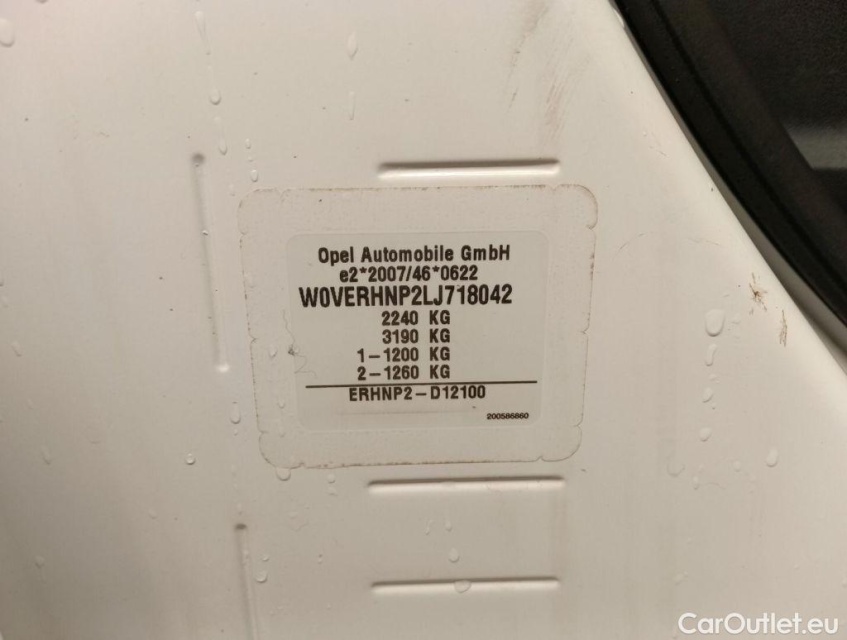 Opel Automobile GmbH
e2*2007/46*0622
W0VERHNP2LJ718042
2240 KG
3190 KG
1-1200 KG
2-1260 KG
ERHNP2-D12100
200586860
CarOutlet.eu